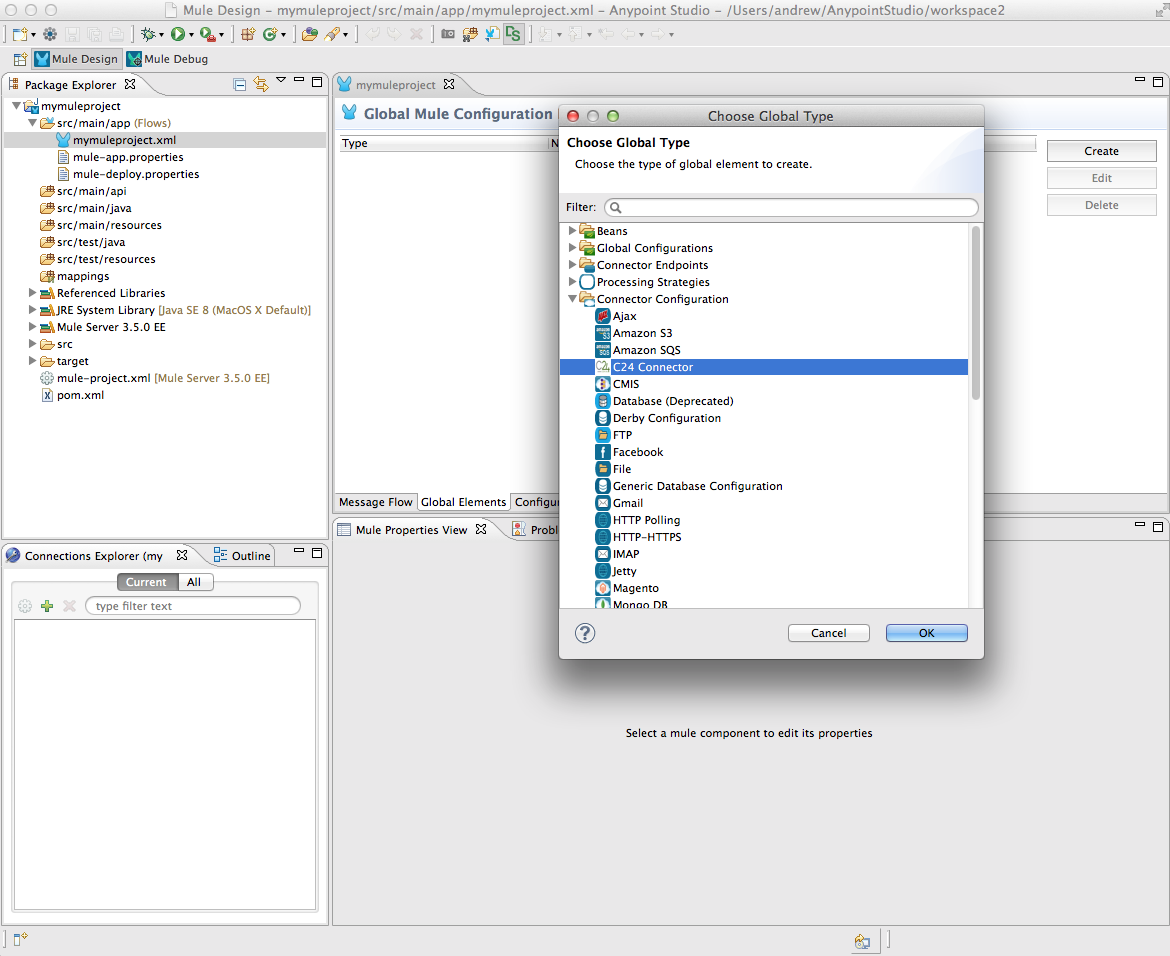 Mule Design – mymuleproject/src/main/app/mymuleproject.xml – Anypoint Studio – /Users/andrew/AnypointStudio/workspace2
Mule Design
Mule Debug
Package Explorer
mymuleproject
src/main/app (Flows)
mymuleproject.xml
mule-app.properties
mule-deploy.properties
src/main/api
src/main/java
src/main/resources
src/test/java
src/test/resources
mappings
Referenced Libraries
JRE System Library [Java SE 8 (MacOS X Default)]
Mule Server 3.5.0 EE
src
target
mule-project.xml [Mule Server 3.5.0 EE]
pom.xml
Connections Explorer (my
Outline
Current
All
type filter text
mymuleproject
Global Mule Configuration
Type
N
Create
Edit
Delete
Message Flow
Global Elements
Configu
Mule Properties View
Probl
Select a mule component to edit its properties
Choose Global Type
Choose Global Type
Choose the type of global element to create.
Filter:
Beans
Global Configurations
Connector Endpoints
Processing Strategies
Connector Configuration
Ajax
Amazon S3
Amazon SQS
C24 Connector
CMIS
Database (Deprecated)
Derby Configuration
FTP
Facebook
File
Generic Database Configuration
Gmail
HTTP Polling
HTTP-HTTPS
IMAP
Jetty
Magento
Mongo DB
?
Cancel
OK